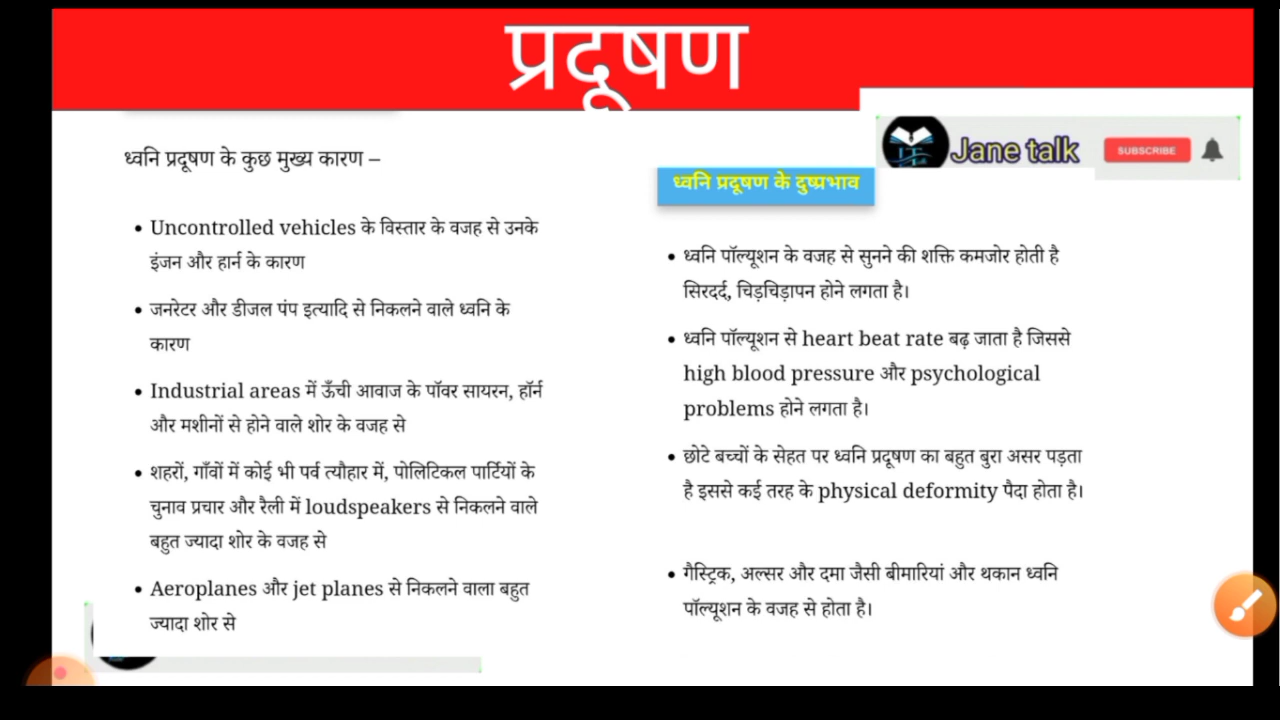 प्रदूषण
Jane talk
SUBSCRIBE
ध्वनि प्रदूषण के कुछ मुख्य कारण –
• Uncontrolled vehicles के विस्तार के वजह से उनके
इंजन और हार्न के कारण
• जनरेटर और डीजल पंप इत्यादि से निकलने वाले ध्वनि के
कारण
• Industrial areas में ऊँची आवाज के पॉवर सायरन, हॉर्न
और मशीनों से होने वाले शोर के वजह से
• शहरों, गाँवों में कोई भी पर्व त्यौहार में, पोलिटिकल पार्टियों के
चुनाव प्रचार और रैली में loudspeakers से निकलने वाले
बहुत ज्यादा शोर के वजह से
• Aeroplanes और jet planes से निकलने वाला बहुत
ज्यादा शोर से
ध्वनि प्रदूषण के दुष्प्रभाव
• ध्वनि पॉल्यूशन के वजह से सुनने की शक्ति कमजोर होती है
सिरदर्द, चिड़चिड़ापन होने लगता है।
• ध्वनि पॉल्यूशन से heart beat rate बढ़ जाता है जिससे
high blood pressure और psychological
problems होने लगता है।
• छोटे बच्चों के सेहत पर ध्वनि प्रदूषण का बहुत बुरा असर पड़ता
है इससे कई तरह के physical deformity पैदा होता है।
• गैस्ट्रिक, अल्सर और दमा जैसी बीमारियां और थकान ध्वनि
पॉल्यूशन के वजह से होता है।